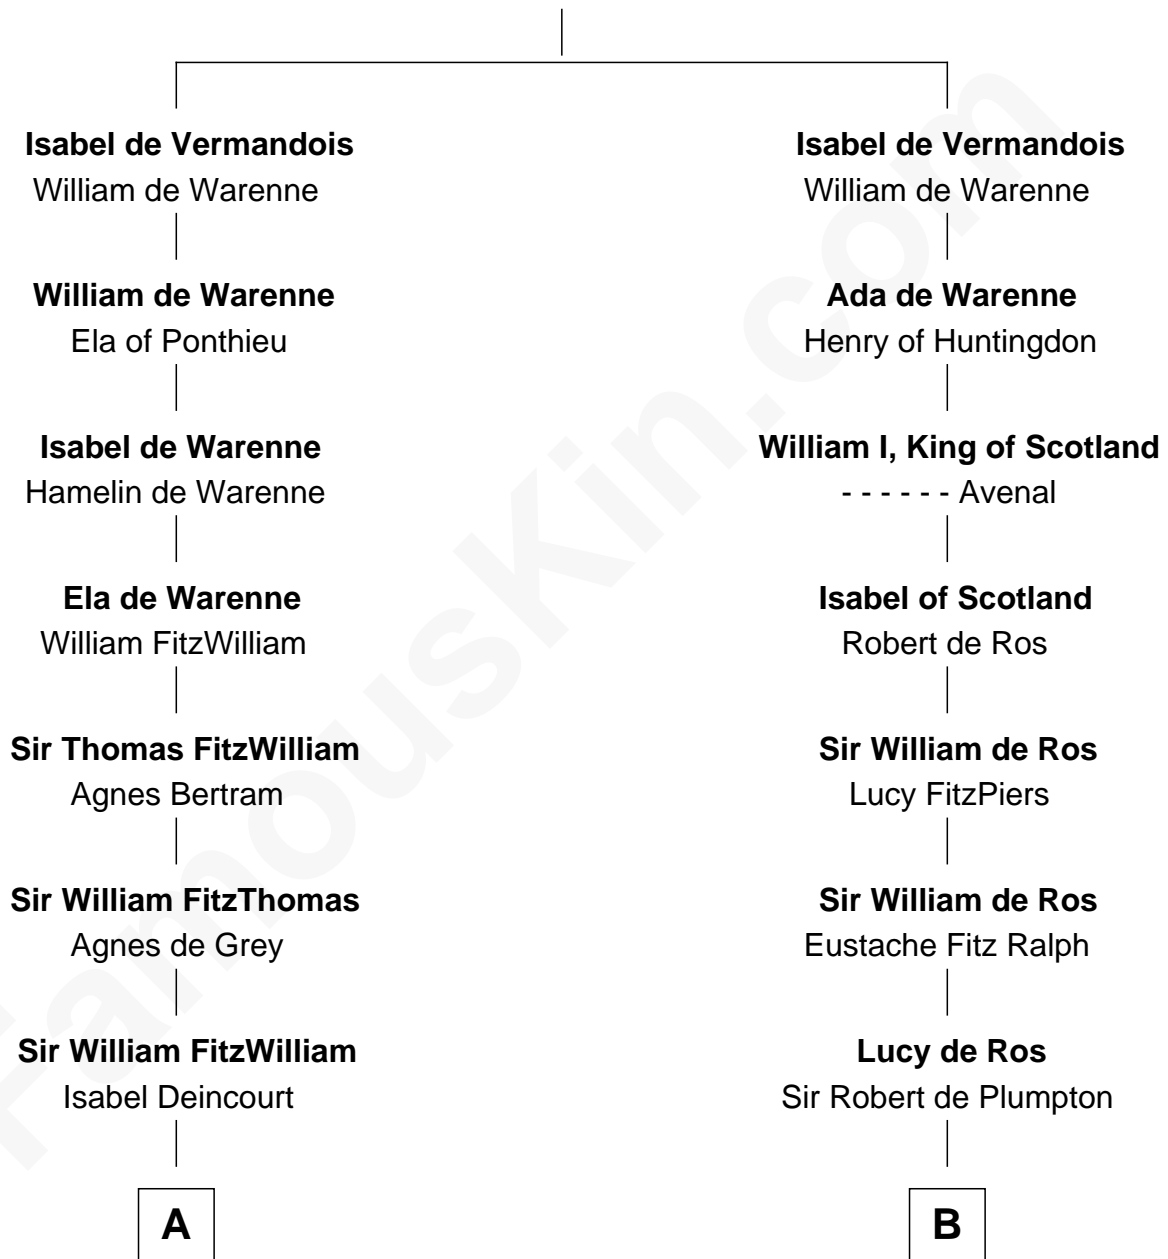 Isabel de Vermandois
William de Warenne
William de Warenne
Ela of Ponthieu
Isabel de Warenne
Hamelin de Warenne
Ela de Warenne
William FitzWilliam
Sir Thomas FitzWilliam
Agnes Bertram
Sir William FitzThomas
Agnes de Grey
Sir William FitzWilliam
Isabel Deincourt
A
Isabel de Vermandois
William de Warenne
Ada de Warenne
Henry of Huntingdon
William I, King of Scotland
- - - - - - Avenal
Isabel of Scotland
Robert de Ros
Sir William de Ros
Lucy FitzPiers
Sir William de Ros
Eustache Fitz Ralph
Lucy de Ros
Sir Robert de Plumpton
B
FamousKin.com